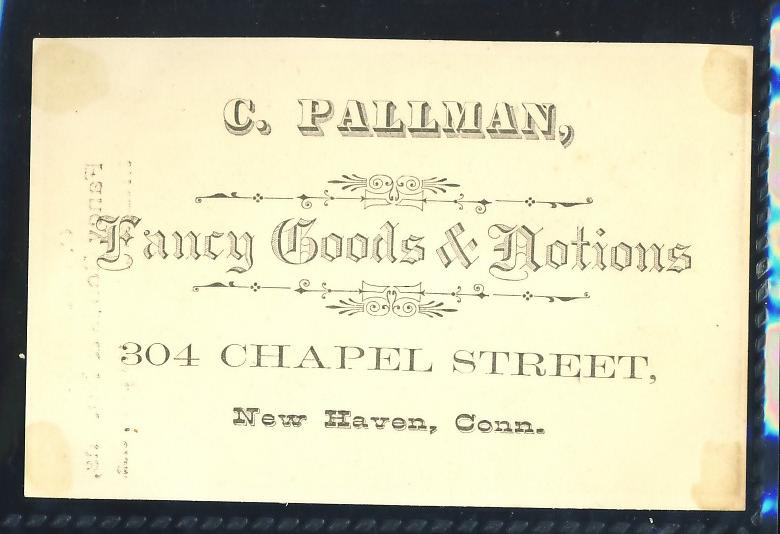 C. PALLMAN,
Fancy Goods & Notions
304 CHAPEL STREET,
New Haven, Conn.